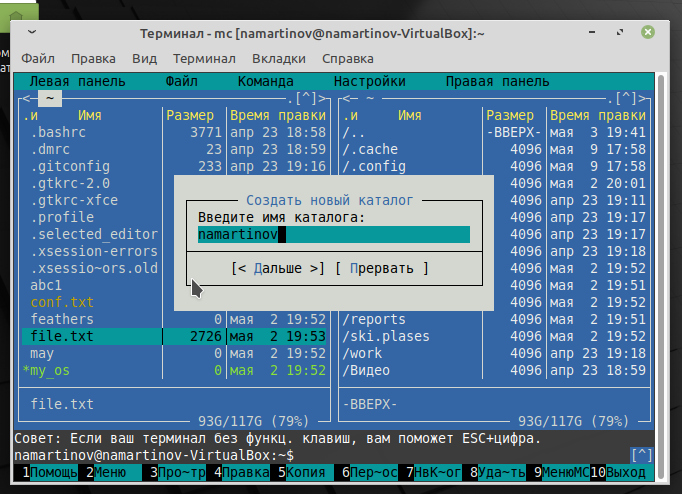 Терминал - mc [namartinov@namartinov-VirtualBox]:~
Файл Правка Вид Терминал Вкладки Справка
Левая панель Файл Команда Настройки Правая панель
<─ ~ .[^]> <─ ~ .[^]>
.и Имя Размер Время правки .и Имя Размер Время правки
.bashrc 3771 апр 23 18:58 /.. -ВВЕРХ- мая 3 19:41
.dmrc 23 апр 23 18:59 /.cache 4096 мая 9 17:58
.gitconfig 233 апр 23 19:16 /.config 4096 мая 9 17:58
.gtkrc-2.0 4096 мая 2 20:01
.gtkrc-xfce 4096 апр 23 19:11
.profile 4096 апр 23 19:17
.selected_editor 4096 апр 23 19:17
.xsession-errors 4096 апр 23 19:18
.xsessio~ors.old 4096 мая 2 19:52
abc1 4096 мая 2 19:51
conf.txt 4096 мая 2 19:52
Создать новый каталог
Введите имя каталога:
namartinov
[< Дальше >] [ Прервать ]
feathers 0 мая 2 19:52 /reports 4096 мая 2 19:52
file.txt 2726 мая 2 19:53 /ski.plases 4096 мая 2 19:51
may 0 мая 2 19:52 /work 4096 апр 23 19:18
*my_os 0 мая 2 19:52 /Видео 4096 апр 23 18:59
file.txt -ВВЕРХ-
93G/117G (79%) 93G/117G (79%)
Совет: Если ваш терминал без функц. клавиш, вам поможет ESC+цифра.
namartinov@namartinov-VirtualBox:~$ [^]
1Помощь 2Меню 3Про~тр 4Правка 5Копия 6Пер~ос 7НвК~ог 8Уда~ть 9МенюМС 10Выход